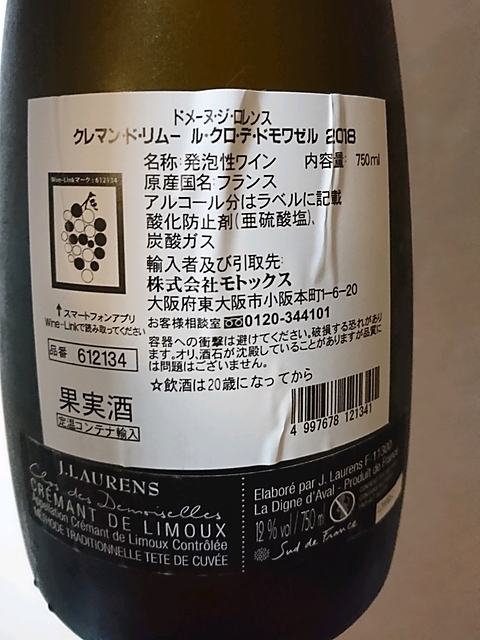 ドメーヌ・ジ・ロレンス
クレマン・ド・リムー ル・クロ・デ・ドモワゼル 2018
名称:発泡性ワイン 内容量:750ml
原産国名:フランス
アルコール分はラベルに記載
酸化防止剤(亜硫酸塩)、
炭酸ガス
輸入者及び引取先:
株式会社モトックス
大阪府東大阪市小阪本町1-6-20
お客様相談室 0120-344101
容器への衝撃は避けてください。破損する恐れがあり
ます。オリ、酒石が沈殿していることがありますが品質に
は問題はございません。
☆飲酒は20歳になってから
Wine-Linkマーク:612134
↑スマートフォンアプリ
Wine-Linkで読み取ってください
品番 612134
果実酒
定温コンテナ輸入
4 997678 121341
J.LAURENS
Clos des Demoiselles
CRÉMANT DE LIMOUX
Appellation Crémant de Limoux Contrôlée
MÉTHODE TRADITIONNELLE TETE DE CUVÉE
Elaboré par J. Laurens F 11300
La Digne d'Aval - Produit de France
12 % vol / 750 ml
Sud de France